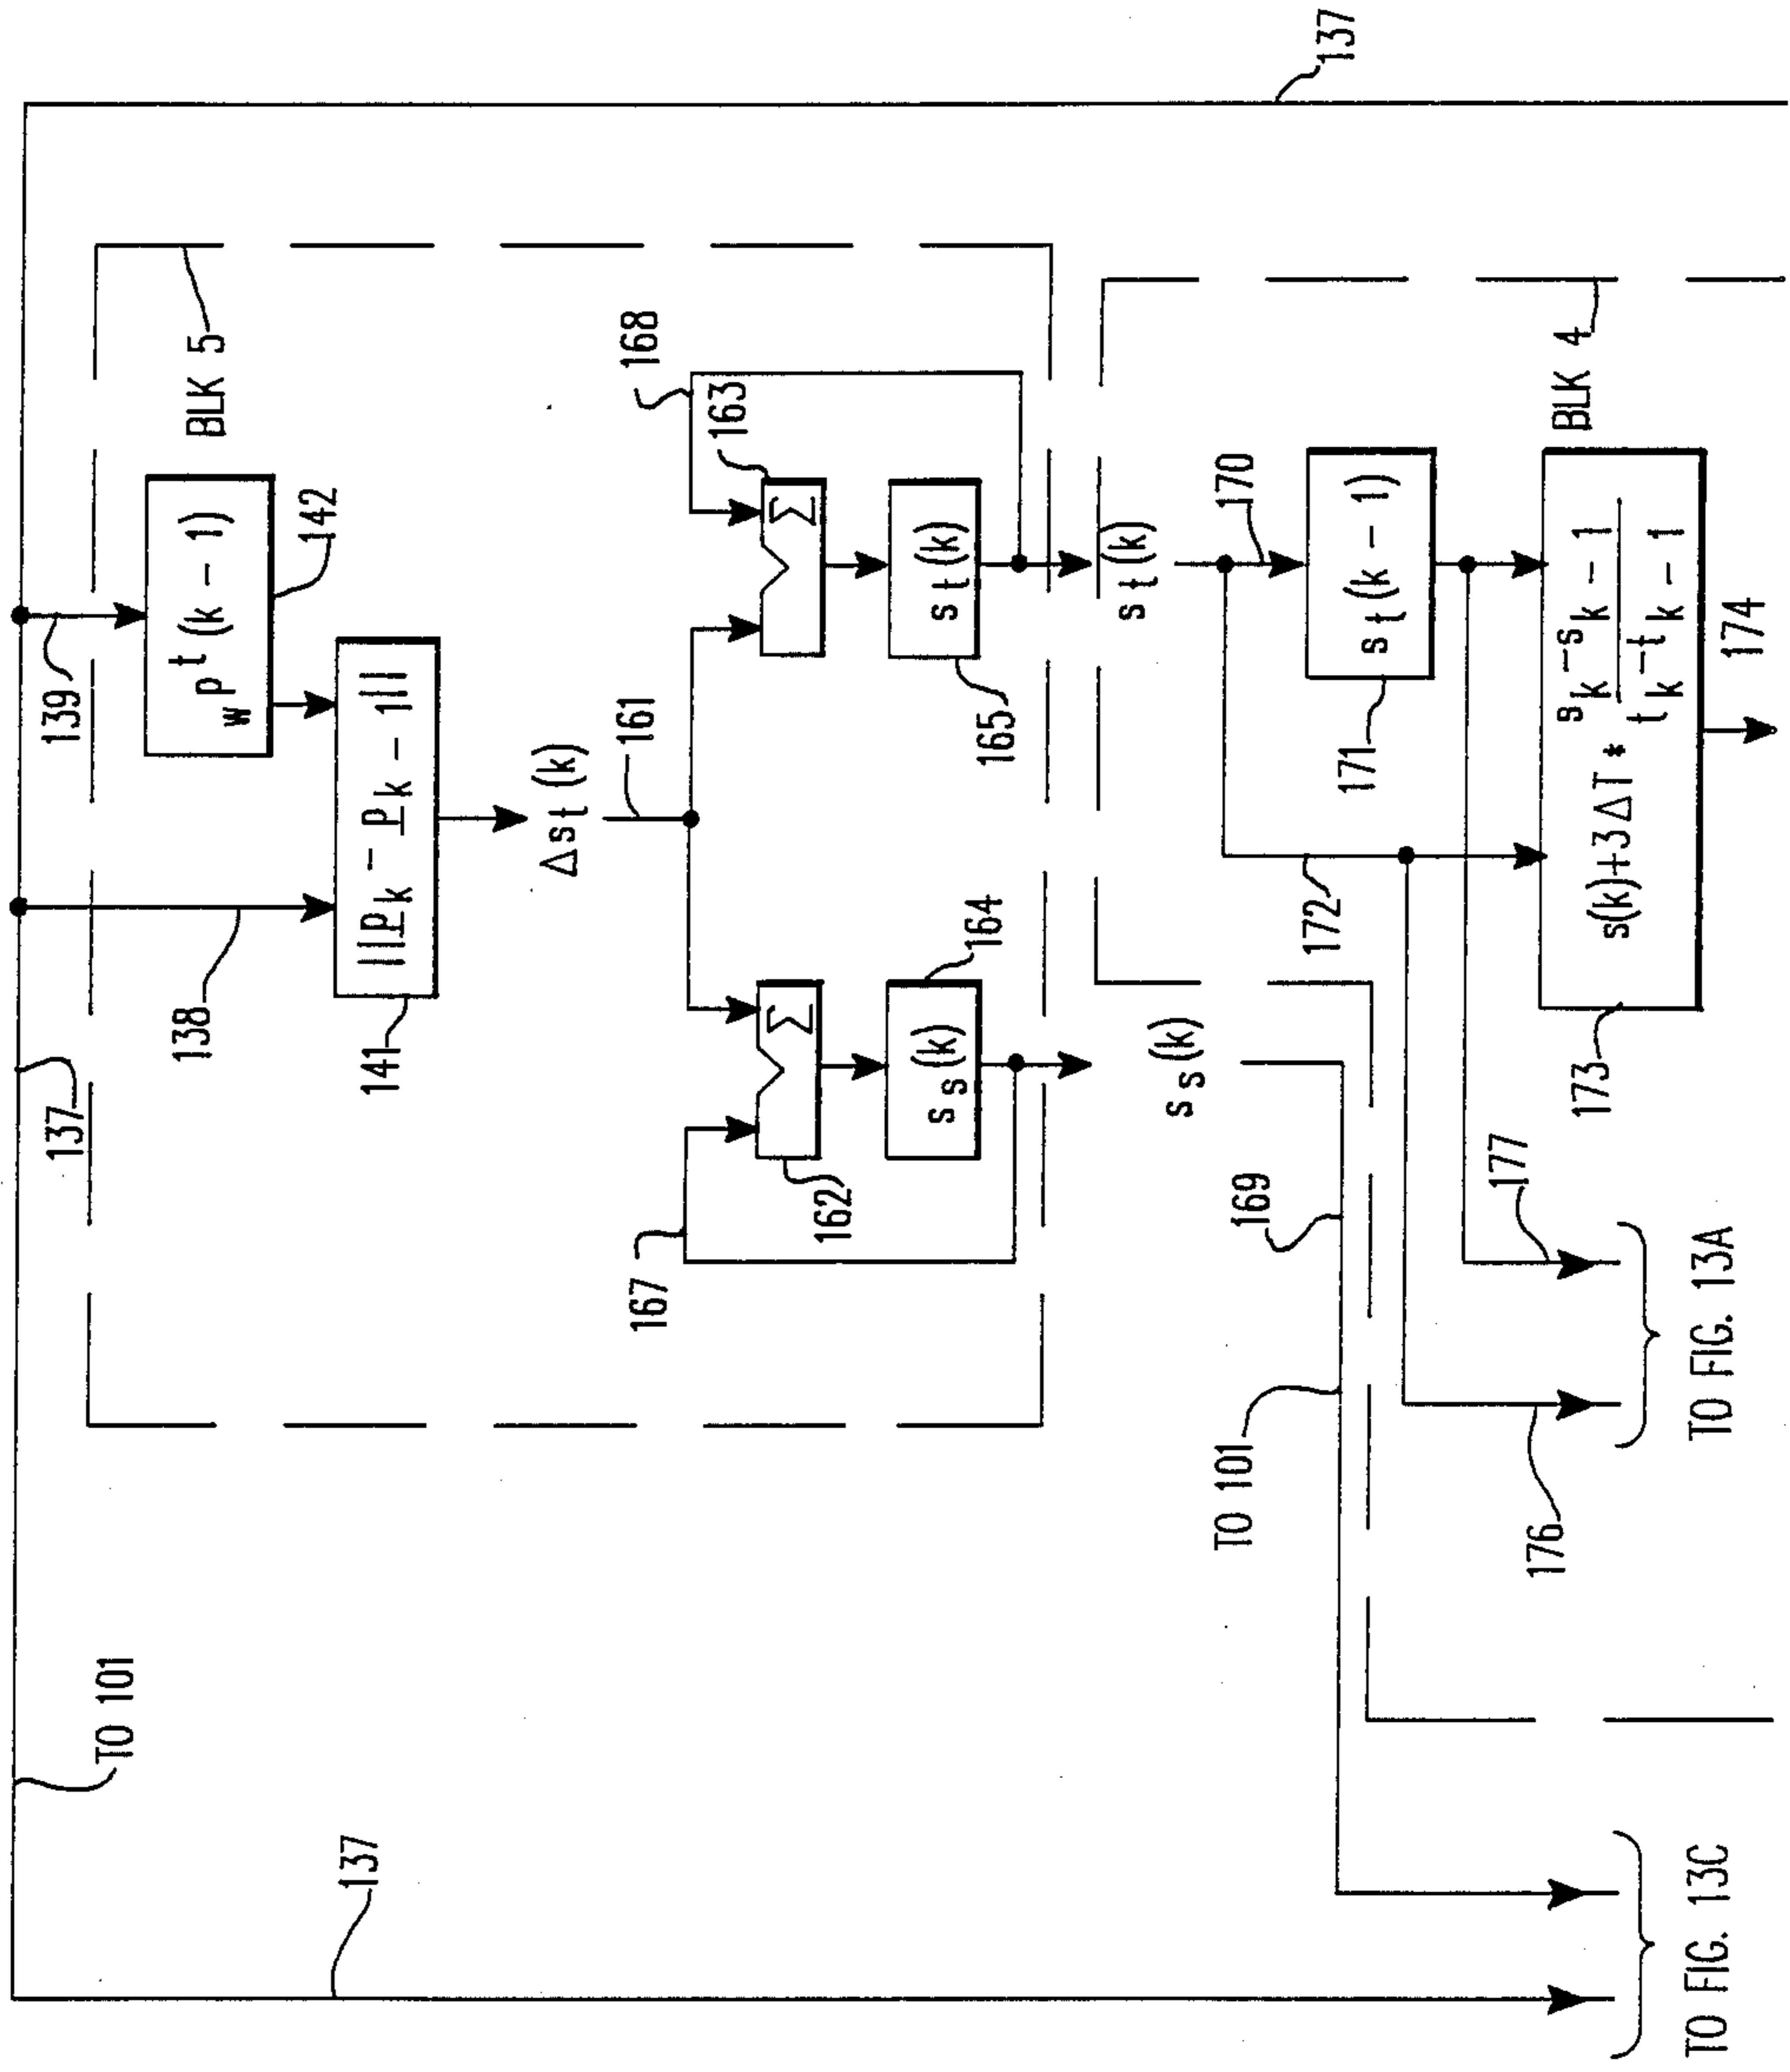 137
139
w p t (k - 1)
142
BLK 5
138
141
||p k - p k - 1||
Δs t (k)
161
168
163
Σ
Σ
162
167
164
s s (k)
165
s t (k)
s t (k)
s s (k)
BLK 4
170
171
s t (k - 1)
172
173
s(k)+3ΔT * s k - s k - 1
t k - t k - 1
174
169
TO 101
176
177
TO FIG. 13A
TO 101
137
137
TO FIG. 13C